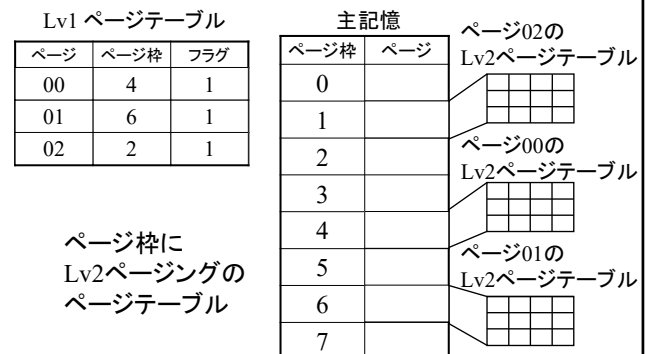 Lv1 ページテーブル
ページ ページ枠 フラグ
00 4 1
01 6 1
02 2 1
ページ枠に
Lv2ページングの
ページテーブル
主記憶
ページ枠 ページ
0
1
2
3
4
5
6
7
ページ02の
Lv2ページテーブル
ページ00の
Lv2ページテーブル
ページ01の
Lv2ページテーブル